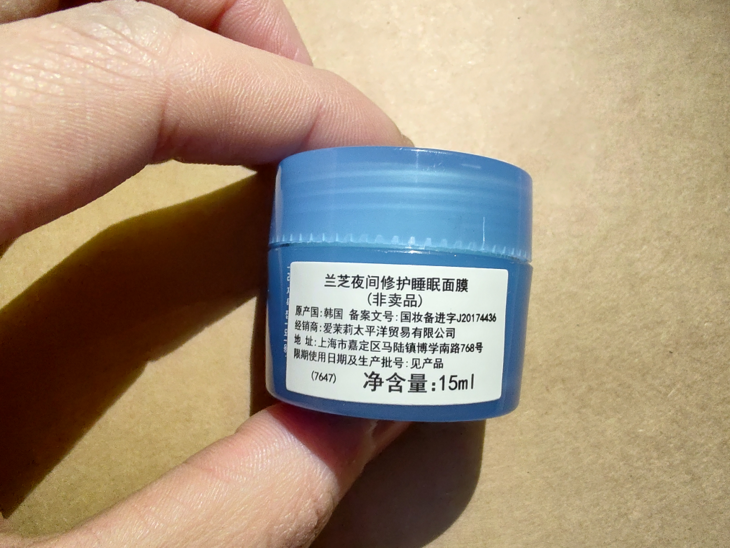 兰芝夜间修护睡眠面膜
(非卖品)
原产国:韩国 备案文号:国妆备进字J20174436
经销商:爱茉莉太平洋贸易有限公司
地 址:上海市嘉定区马陆镇博学南路768号
限期使用日期及生产批号:见产品
(7647) 净含量:15ml